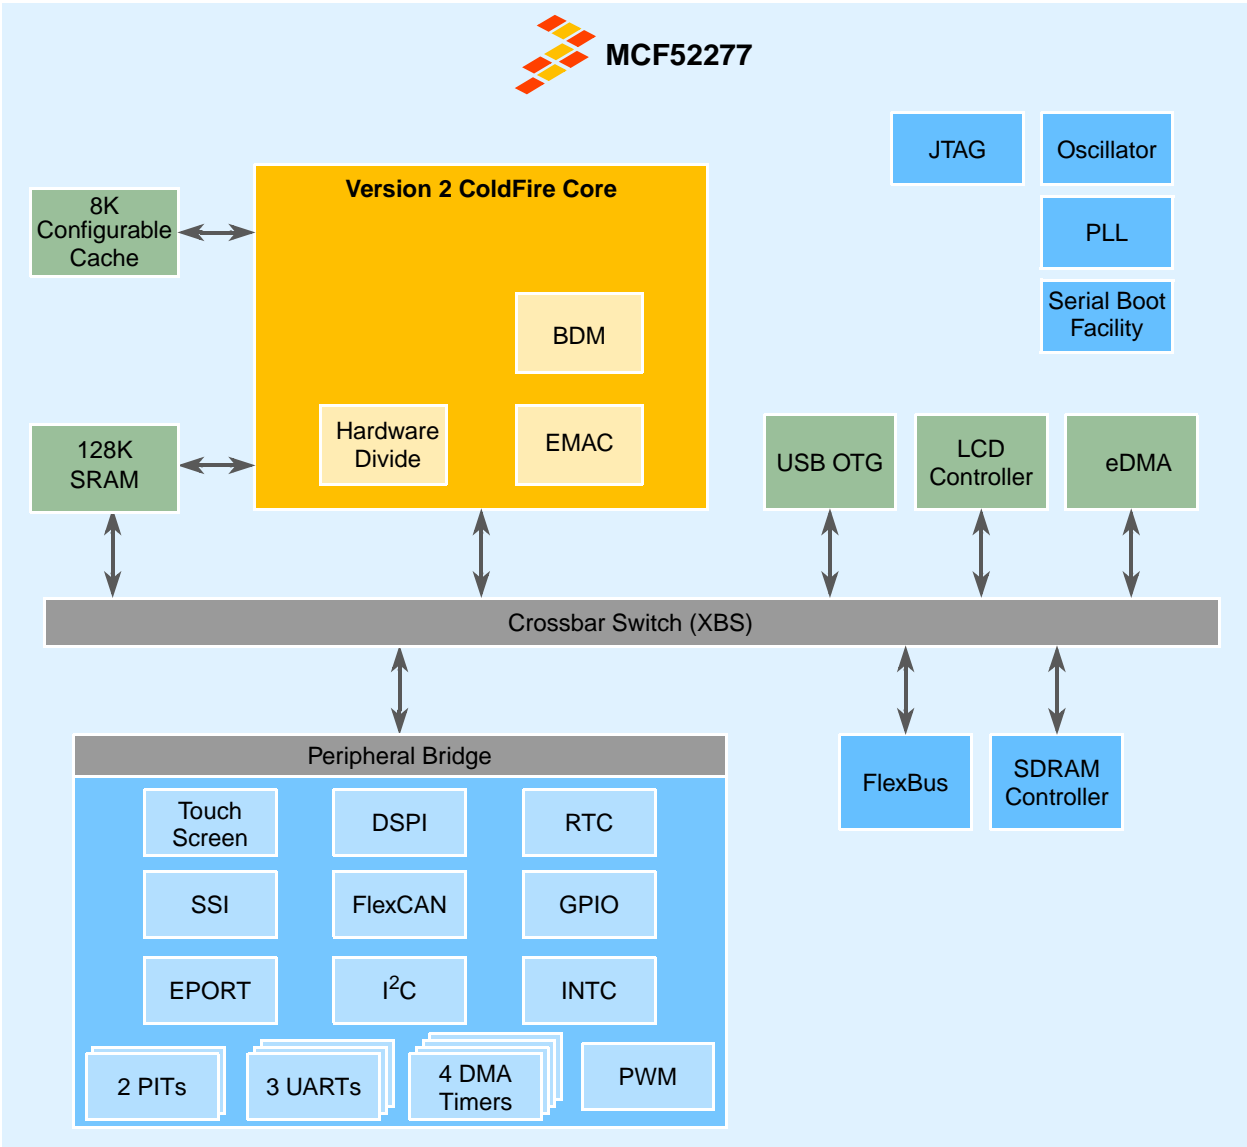 MCF52277
JTAG
Oscillator
Version 2 ColdFire Core
8K
Configurable
Cache
PLL
Serial Boot
Facility
BDM
Hardware
Divide
EMAC
128K
SRAM
USB OTG
LCD
Controller
eDMA
Crossbar Switch (XBS)
Peripheral Bridge
FlexBus
SDRAM
Controller
Touch
Screen
DSPI
RTC
SSI
FlexCAN
GPIO
EPORT
I²C
INTC
2 PITs
3 UARTs
4 DMA
Timers
PWM